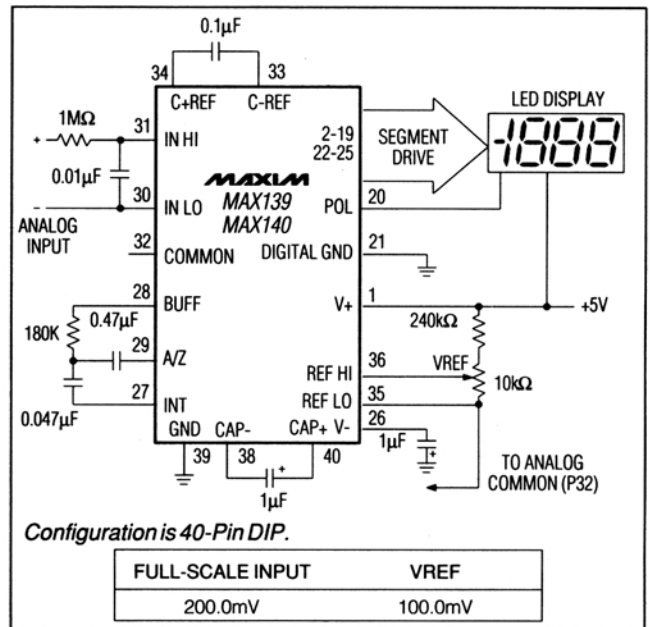 0.1µF
34 33
C+REF C-REF
LED DISPLAY
1MΩ
+
31
IN HI
2-19
22-25
SEGMENT
DRIVE
-1888
0.01µF
MAXIM
30
IN LO
MAX139
MAX140
POL
20
-
ANALOG
INPUT
32
COMMON
DIGITAL GND
21
28
BUFF
V+
1
+5V
180K
0.47µF
240kΩ
29
A/Z
36
REF HI
VREF
10kΩ
27
INT
REF LO
35
0.047µF
GND CAP- CAP+ V-
26
1µF
+
39 38 40
+
1µF
TO ANALOG
COMMON (P32)
Configuration is 40-Pin DIP.
FULL-SCALE INPUT VREF
200.0mV 100.0mV